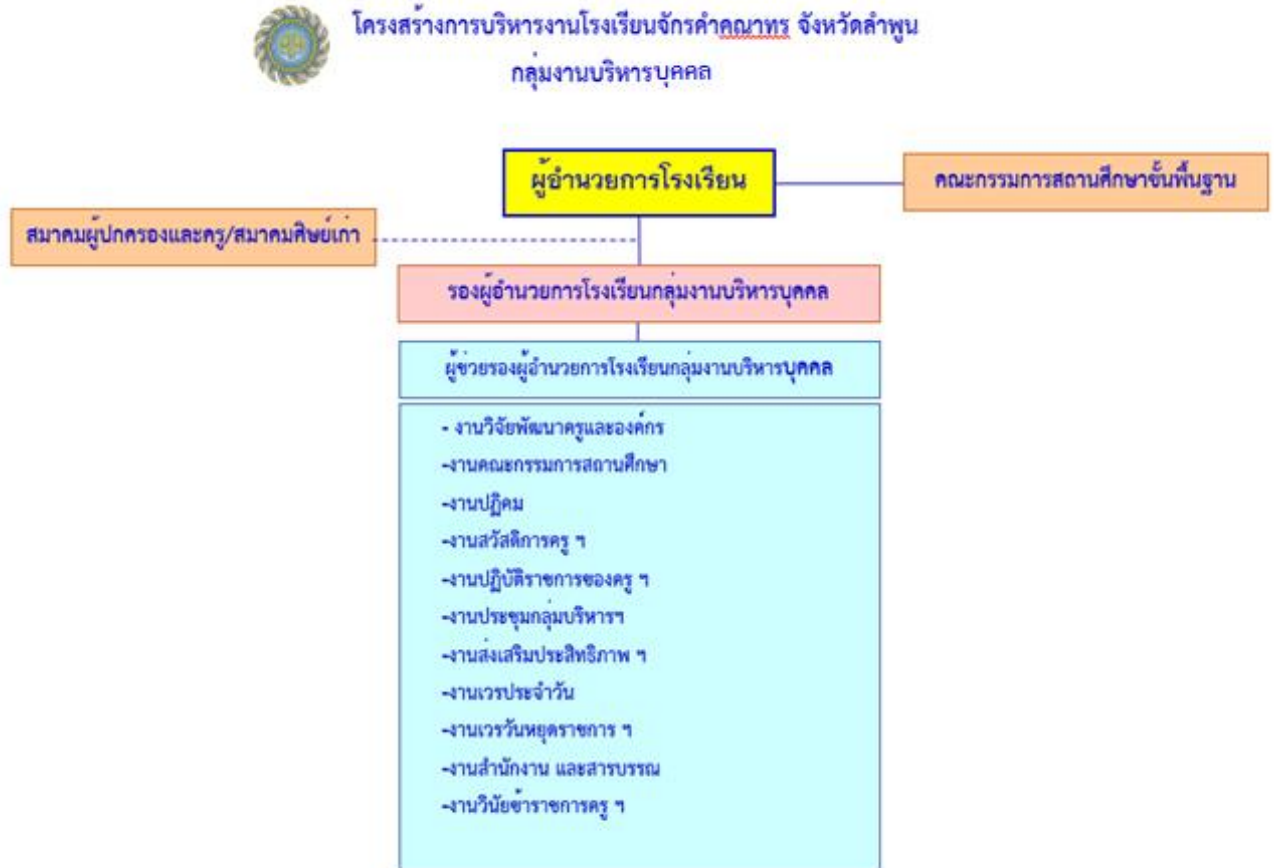 โครงสร้างการบริหารงานโรงเรียนจักรคำคณาทร จังหวัดลำพูน
กลุ่มงานบริหารบุคคล
ผู้อำนวยการโรงเรียน
คณะกรรมการสถานศึกษาขั้นพื้นฐาน
สมาคมผู้ปกครองและครู/สมาคมศิษย์เก่า
รองผู้อำนวยการโรงเรียนกลุ่มงานบริหารบุคคล
ผู้ช่วยรองผู้อำนวยการโรงเรียนกลุ่มงานบริหารบุคคล
- งานวิจัยพัฒนาครูและองค์กร
-งานคณะกรรมการสถานศึกษา
-งานปฏิคม
-งานสวัสดิการครู ฯ
-งานปฏิบัติราชการของครู ฯ
-งานประชุมกลุ่มบริหารฯ
-งานส่งเสริมประสิทธิภาพ ฯ
-งานเวรประจำวัน
-งานเวรวันหยุดราชการ ฯ
-งานสำนักงาน และสารบรรณ
-งานวินัยข้าราชการครู ฯ